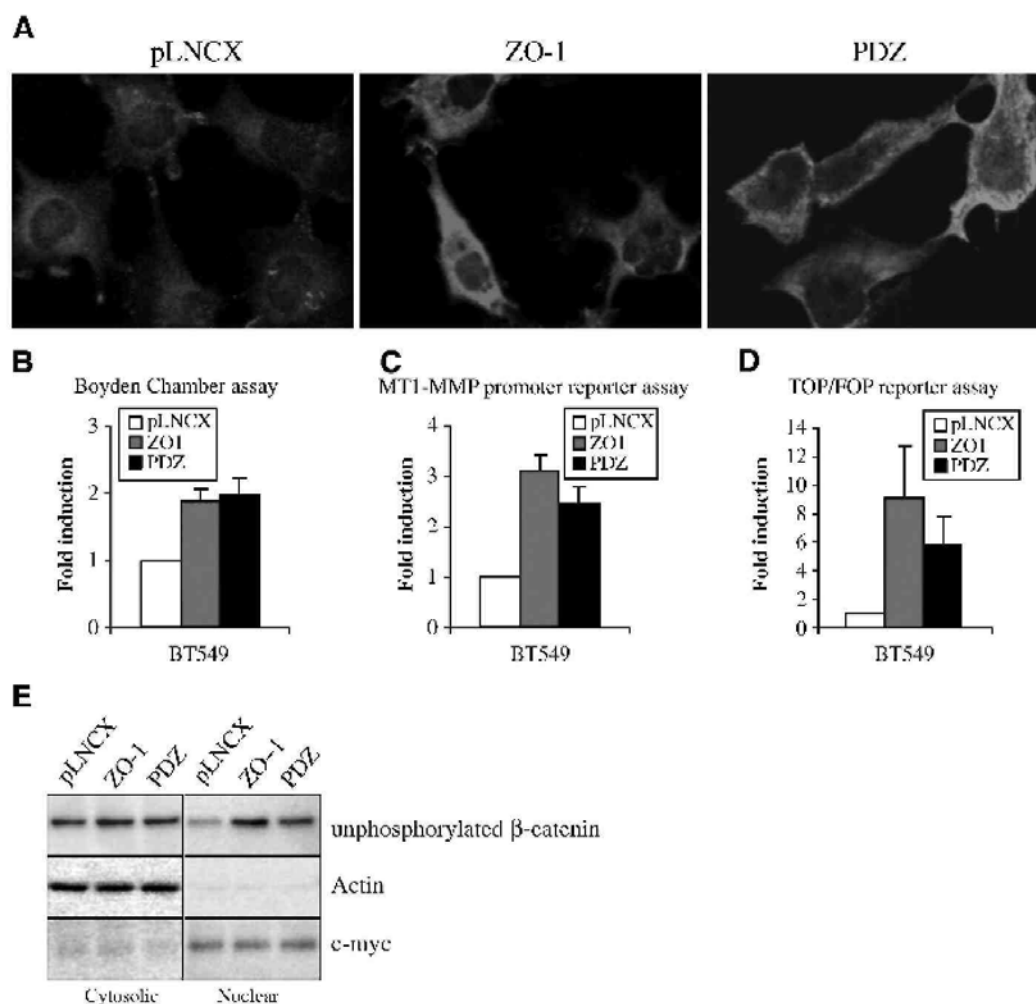 A
pLNCX ZO-1 PDZ
B
Boyden Chamber assay
pLNCX
ZO1
PDZ
3
2
1
0
Fold induction
BT549
C
MT1-MMP promoter reporter assay
pLNCX
ZO1
PDZ
4
3
2
1
0
Fold induction
BT549
D
TOP/FOP reporter assay
pLNCX
ZO1
PDZ
14
12
10
8
6
4
2
0
Fold induction
BT549
E
pLNCX ZO-1 PDZ pLNCX ZO-1 PDZ
unphosphorylated β-catenin
Actin
c-myc
Cytosolic Nuclear